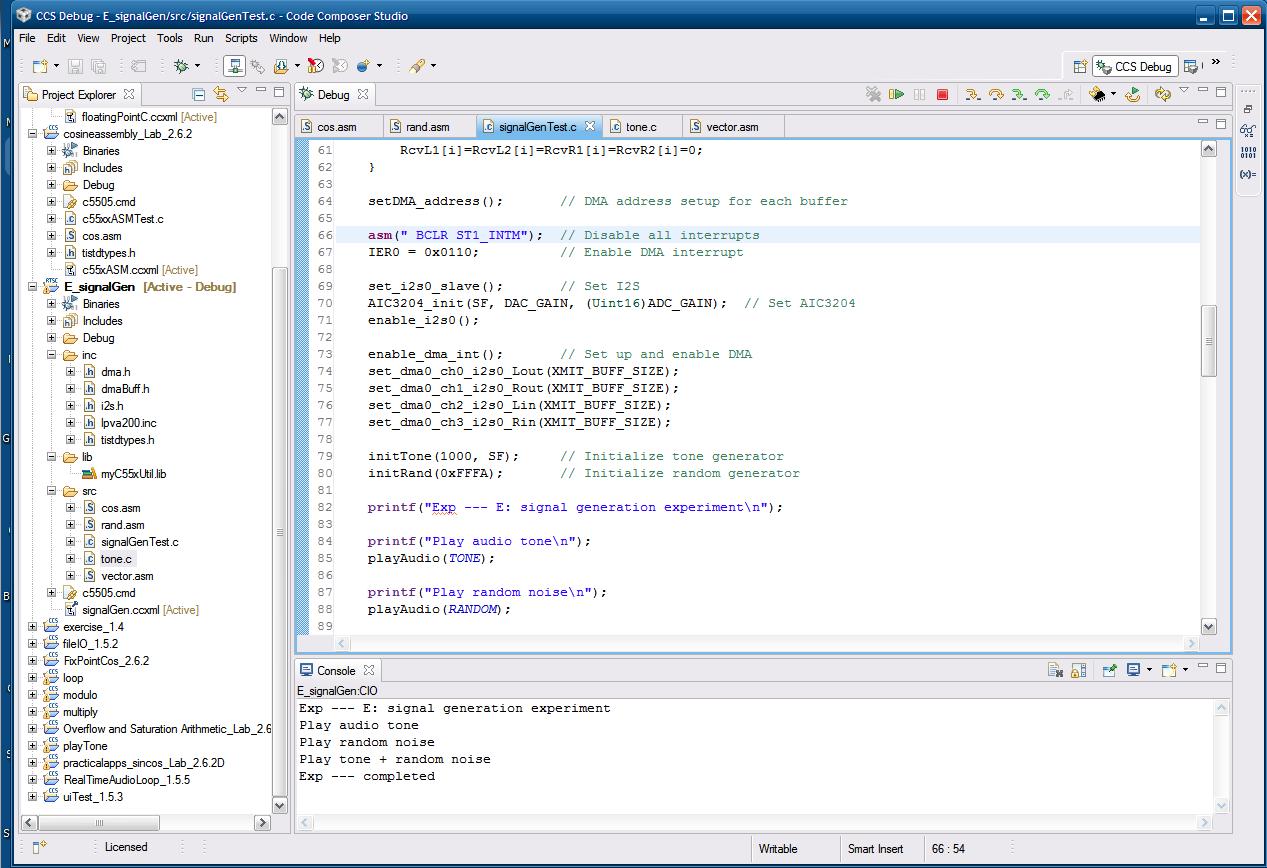 CCS Debug - E_signalGen/src/signalGenTest.c - Code Composer Studio
File Edit View Project Tools Run Scripts Window Help
CCS Debug
Project Explorer
floatingPointC.ccxml [Active]
cosineassembly_Lab_2.6.2
Binaries
Includes
Debug
c5505.cmd
c55xxASMTest.c
cos.asm
tistdtypes.h
c55xASM.ccxml [Active]
E_signalGen [Active - Debug]
Binaries
Includes
Debug
inc
dma.h
dmaBuff.h
i2s.h
lpva200.inc
tistdtypes.h
lib
myC55xUtil.lib
src
cos.asm
rand.asm
signalGenTest.c
tone.c
vector.asm
c5505.cmd
signalGen.ccxml [Active]
exercise_1.4
fileIO_1.5.2
FixPointCos_2.6.2
loop
modulo
multiply
Overflow and Saturation Arithmetic_Lab_2.6
playTone
practicalapps_sincos_Lab_2.6.2D
RealTimeAudioLoop_1.5.5
uiTest_1.5.3
Debug
cos.asm rand.asm signalGenTest.c tone.c vector.asm
61 RcvL1[i]=RcvL2[i]=RcvR1[i]=RcvR2[i]=0;
62 }
63
64 setDMA_address(); // DMA address setup for each buffer
65
66 asm(" BCLR ST1_INTM"); // Disable all interrupts
67 IER0 = 0x0110; // Enable DMA interrupt
68
69 set_i2s0_slave(); // Set I2S
70 AIC3204_init(SF, DAC_GAIN, (Uint16)ADC_GAIN); // Set AIC3204
71 enable_i2s0();
72
73 enable_dma_int(); // Set up and enable DMA
74 set_dma0_ch0_i2s0_Lout(XMIT_BUFF_SIZE);
75 set_dma0_ch1_i2s0_Rout(XMIT_BUFF_SIZE);
76 set_dma0_ch2_i2s0_Lin(XMIT_BUFF_SIZE);
77 set_dma0_ch3_i2s0_Rin(XMIT_BUFF_SIZE);
78
79 initTone(1000, SF); // Initialize tone generator
80 initRand(0xFFFA); // Initialize random generator
81
82 printf("Exp --- E: signal generation experiment\n");
83
84 printf("Play audio tone\n");
85 playAudio(TONE);
86
87 printf("Play random noise\n");
88 playAudio(RANDOM);
89
Console
E_signalGen:CIO
Exp --- E: signal generation experiment
Play audio tone
Play random noise
Play tone + random noise
Exp --- completed
Licensed
Writable Smart Insert 66 : 54